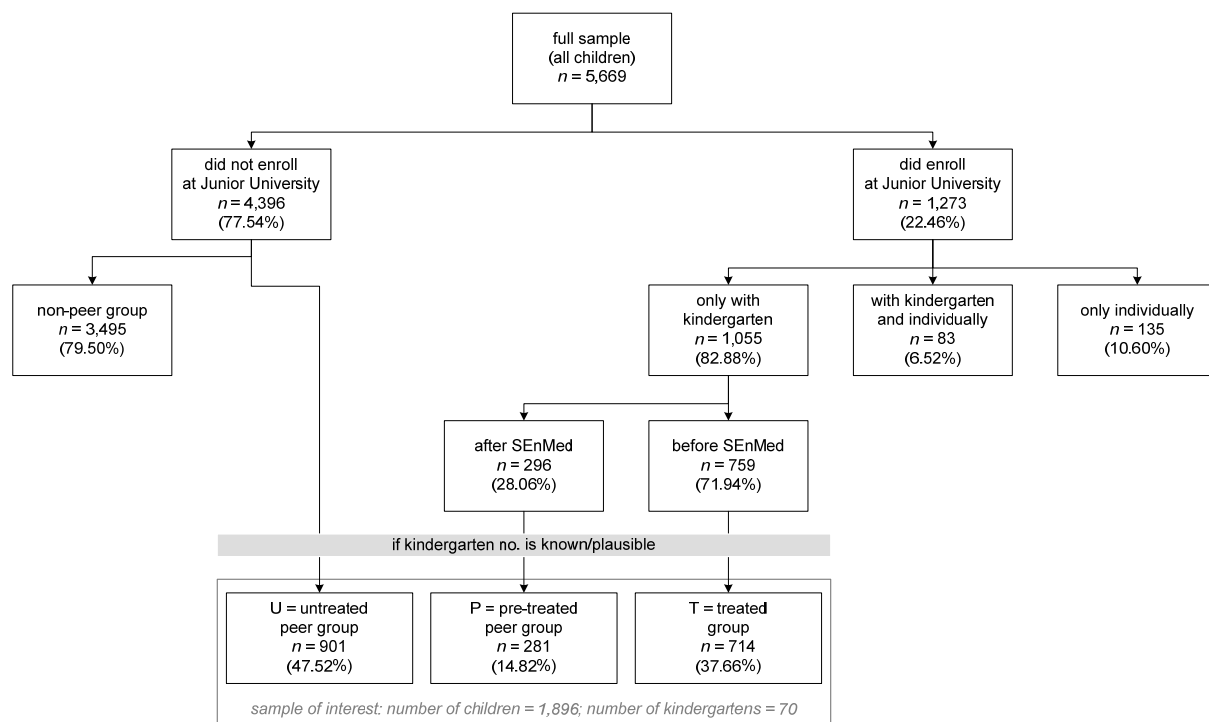 full sample
(all children)
n = 5,669
did not enroll
at Junior University
n = 4,396
(77.54%)
did enroll
at Junior University
n = 1,273
(22.46%)
non-peer group
n = 3,495
(79.50%)
only with
kindergarten
n = 1,055
(82.88%)
with kindergarten
and individually
n = 83
(6.52%)
only individually
n = 135
(10.60%)
after SEnMed
n = 296
(28.06%)
before SEnMed
n = 759
(71.94%)
if kindergarten no. is known/plausible
U = untreated
peer group
n = 901
(47.52%)
P = pre-treated
peer group
n = 281
(14.82%)
T = treated
group
n = 714
(37.66%)
sample of interest; number of children = 1,896; number of kindergartens = 70